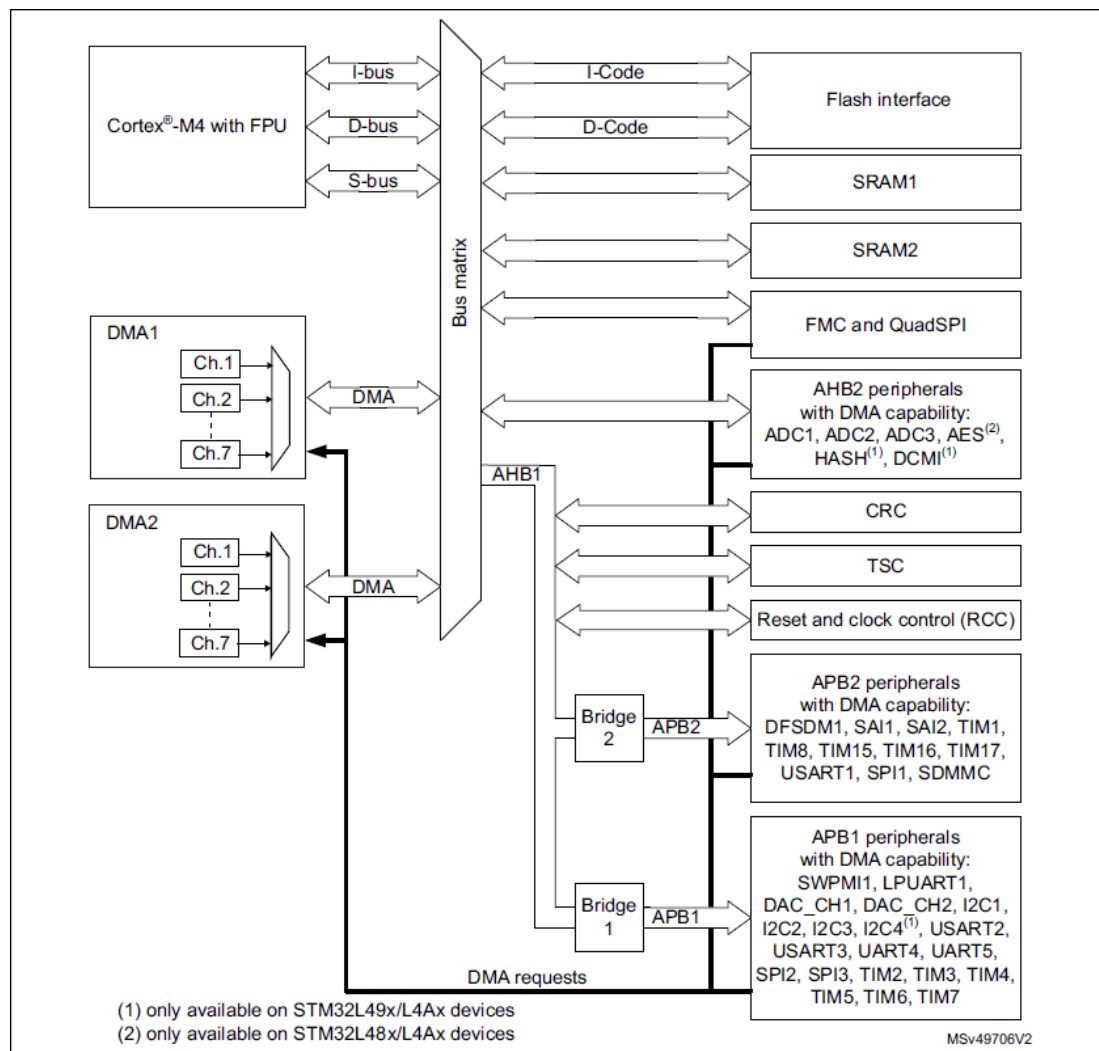 Cortex®-M4 with FPU
I-bus
D-bus
S-bus
Bus matrix
I-Code
D-Code
Flash interface
SRAM1
SRAM2
FMC and QuadSPI
DMA1
Ch.1
Ch.2
Ch.7
DMA
AHB2 peripherals
with DMA capability:
ADC1, ADC2, ADC3, AES(2),
HASH(1), DCMI(1)
AHB1
DMA2
Ch.1
Ch.2
Ch.7
DMA
CRC
TSC
Reset and clock control (RCC)
Bridge
2
APB2
APB2 peripherals
with DMA capability:
DFSDM1, SAI1, SAI2, TIM1,
TIM8, TIM15, TIM16, TIM17,
USART1, SPI1, SDMMC
Bridge
1
APB1
APB1 peripherals
with DMA capability:
SWPMI1, LPUART1,
DAC_CH1, DAC_CH2, I2C1,
I2C2, I2C3, I2C4(1), USART2,
USART3, UART4, UART5,
SPI2, SPI3, TIM2, TIM3, TIM4,
TIM5, TIM6, TIM7
DMA requests
(1) only available on STM32L49x/L4Ax devices
(2) only available on STM32L48x/L4Ax devices
MSv49706V2